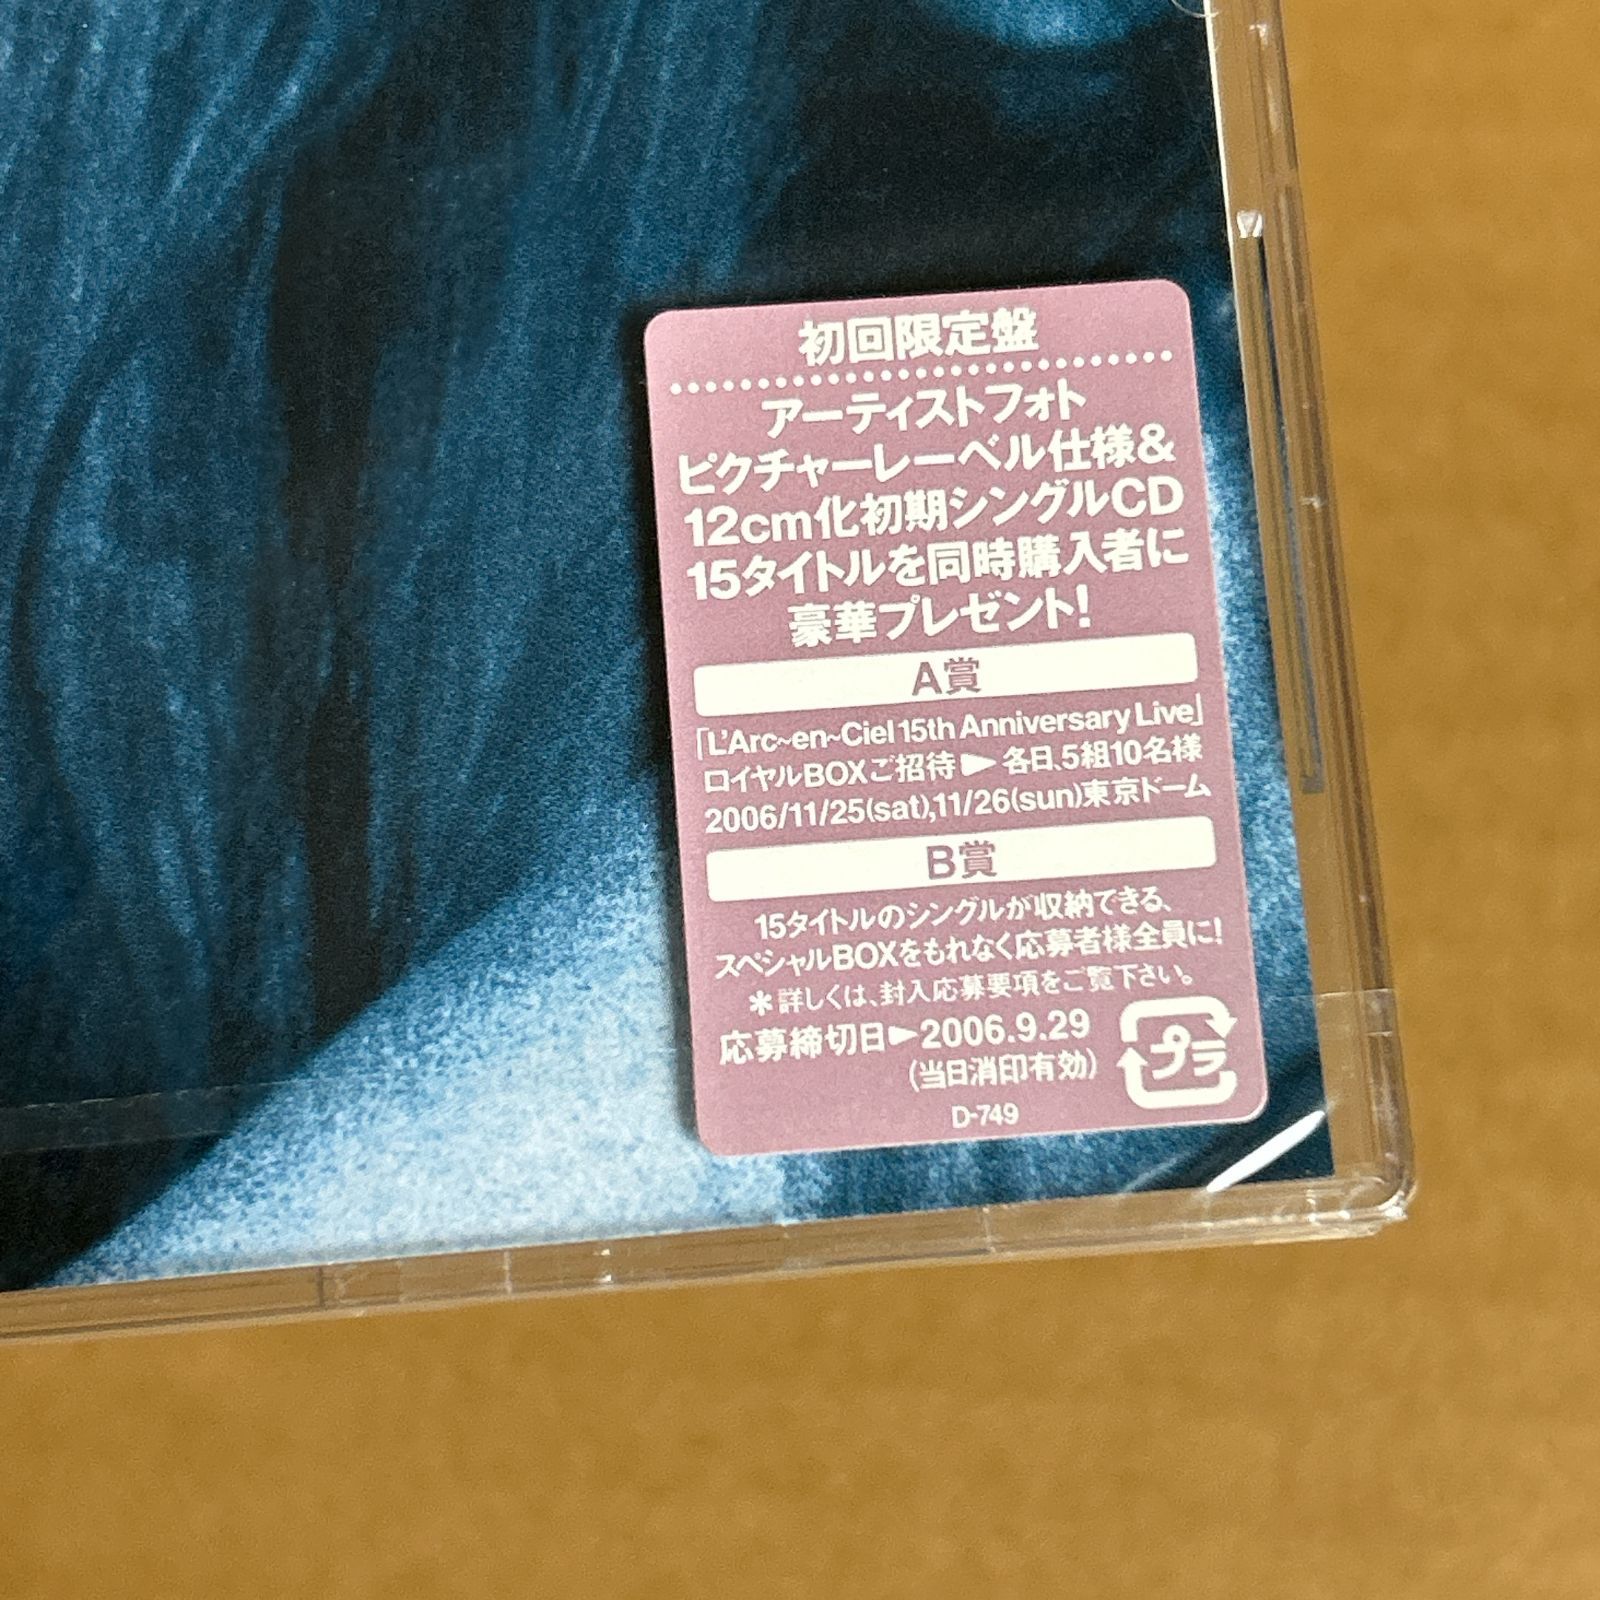 初回限定盤
アーティストフォト
ピクチャーレーベル仕様&
12cm化初期シングルCD
15タイトルを同時購入者に
豪華プレゼント!
A賞
「L'Arc~en~Ciel 15th Anniversary Live」
ロイヤルBOXご招待▶各日、5組10名様
2006/11/25(sat),11/26(sun)東京ドーム
B賞
15タイトルのシングルが収納できる、
スペシャルBOXをもれなく応募者様全員に!
＊詳しくは、封入応募要項をご覧下さい。
応募締切日▶2006.9.29
(当日消印有効)
プラ
D-749